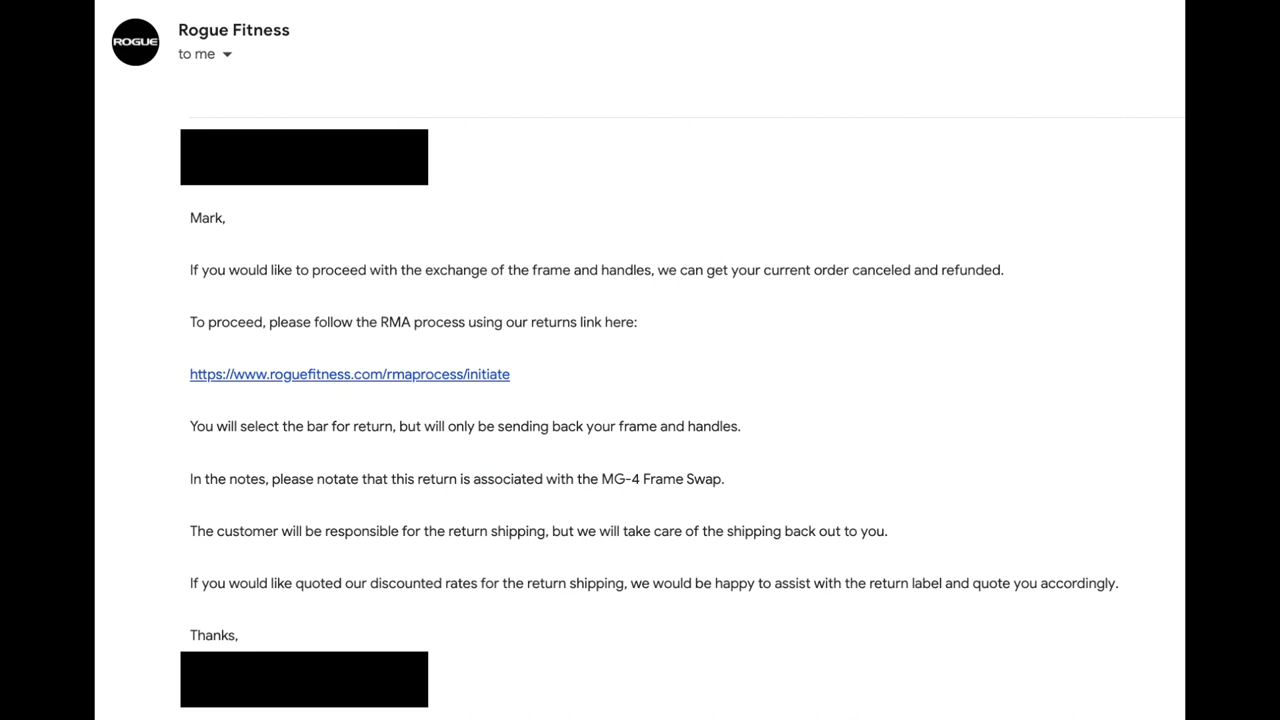 ROGUE
Rogue Fitness
to me
Mark,
If you would like to proceed with the exchange of the frame and handles, we can get your current order canceled and refunded.
To proceed, please follow the RMA process using our returns link here:
https://www.roguefitness.com/rmaprocess/initiate
You will select the bar for return, but will only be sending back your frame and handles.
In the notes, please notate that this return is associated with the MG-4 Frame Swap.
The customer will be responsible for the return shipping, but we will take care of the shipping back out to you.
If you would like quoted our discounted rates for the return shipping, we would be happy to assist with the return label and quote you accordingly.
Thanks,